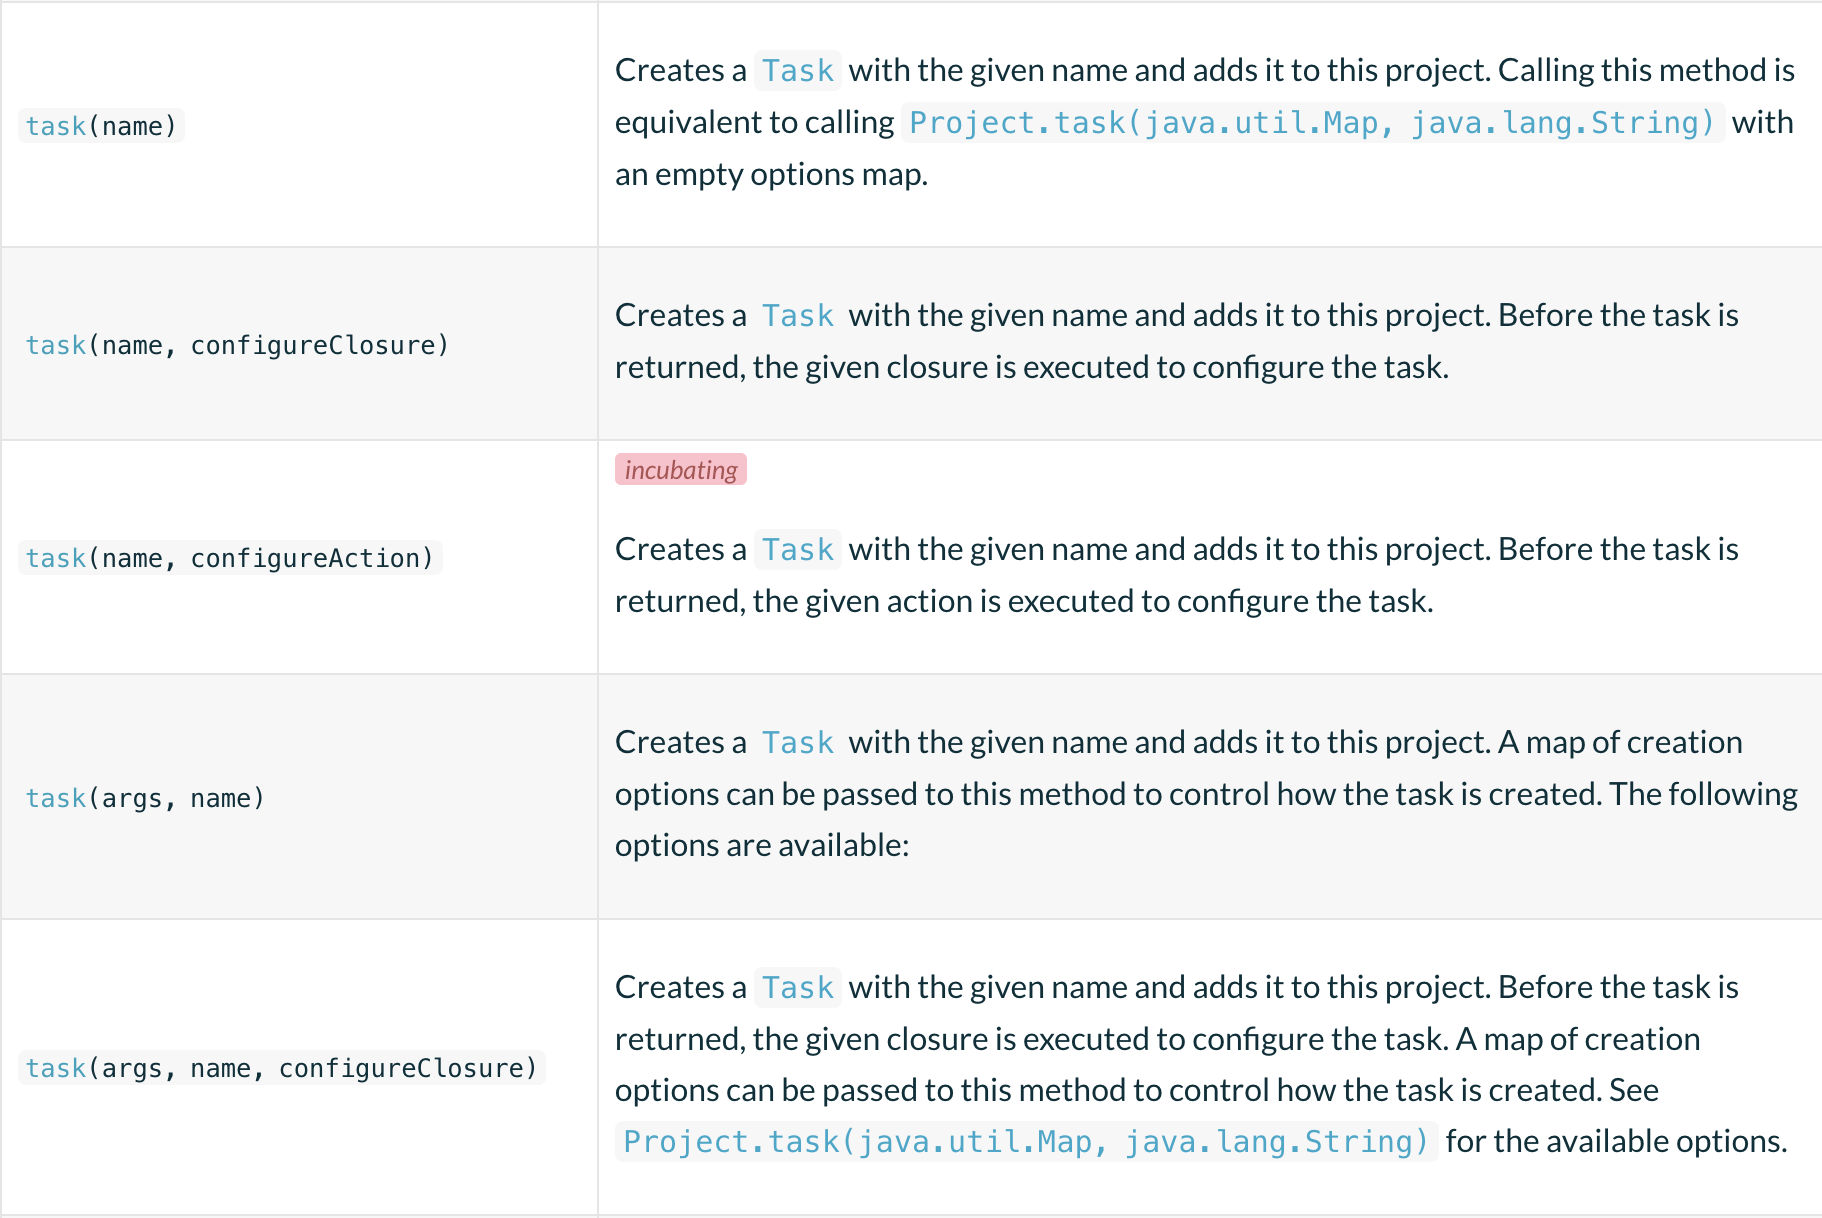 task(name)
Creates a Task with the given name and adds it to this project. Calling this method is
equivalent to calling Project.task(java.util.Map, java.lang.String) with
an empty options map.
task(name, configureClosure)
Creates a Task with the given name and adds it to this project. Before the task is
returned, the given closure is executed to configure the task.
incubating
task(name, configureAction)
Creates a Task with the given name and adds it to this project. Before the task is
returned, the given action is executed to configure the task.
task(args, name)
Creates a Task with the given name and adds it to this project. A map of creation
options can be passed to this method to control how the task is created. The following
options are available:
task(args, name, configureClosure)
Creates a Task with the given name and adds it to this project. Before the task is
returned, the given closure is executed to configure the task. A map of creation
options can be passed to this method to control how the task is created. See
Project.task(java.util.Map, java.lang.String) for the available options.